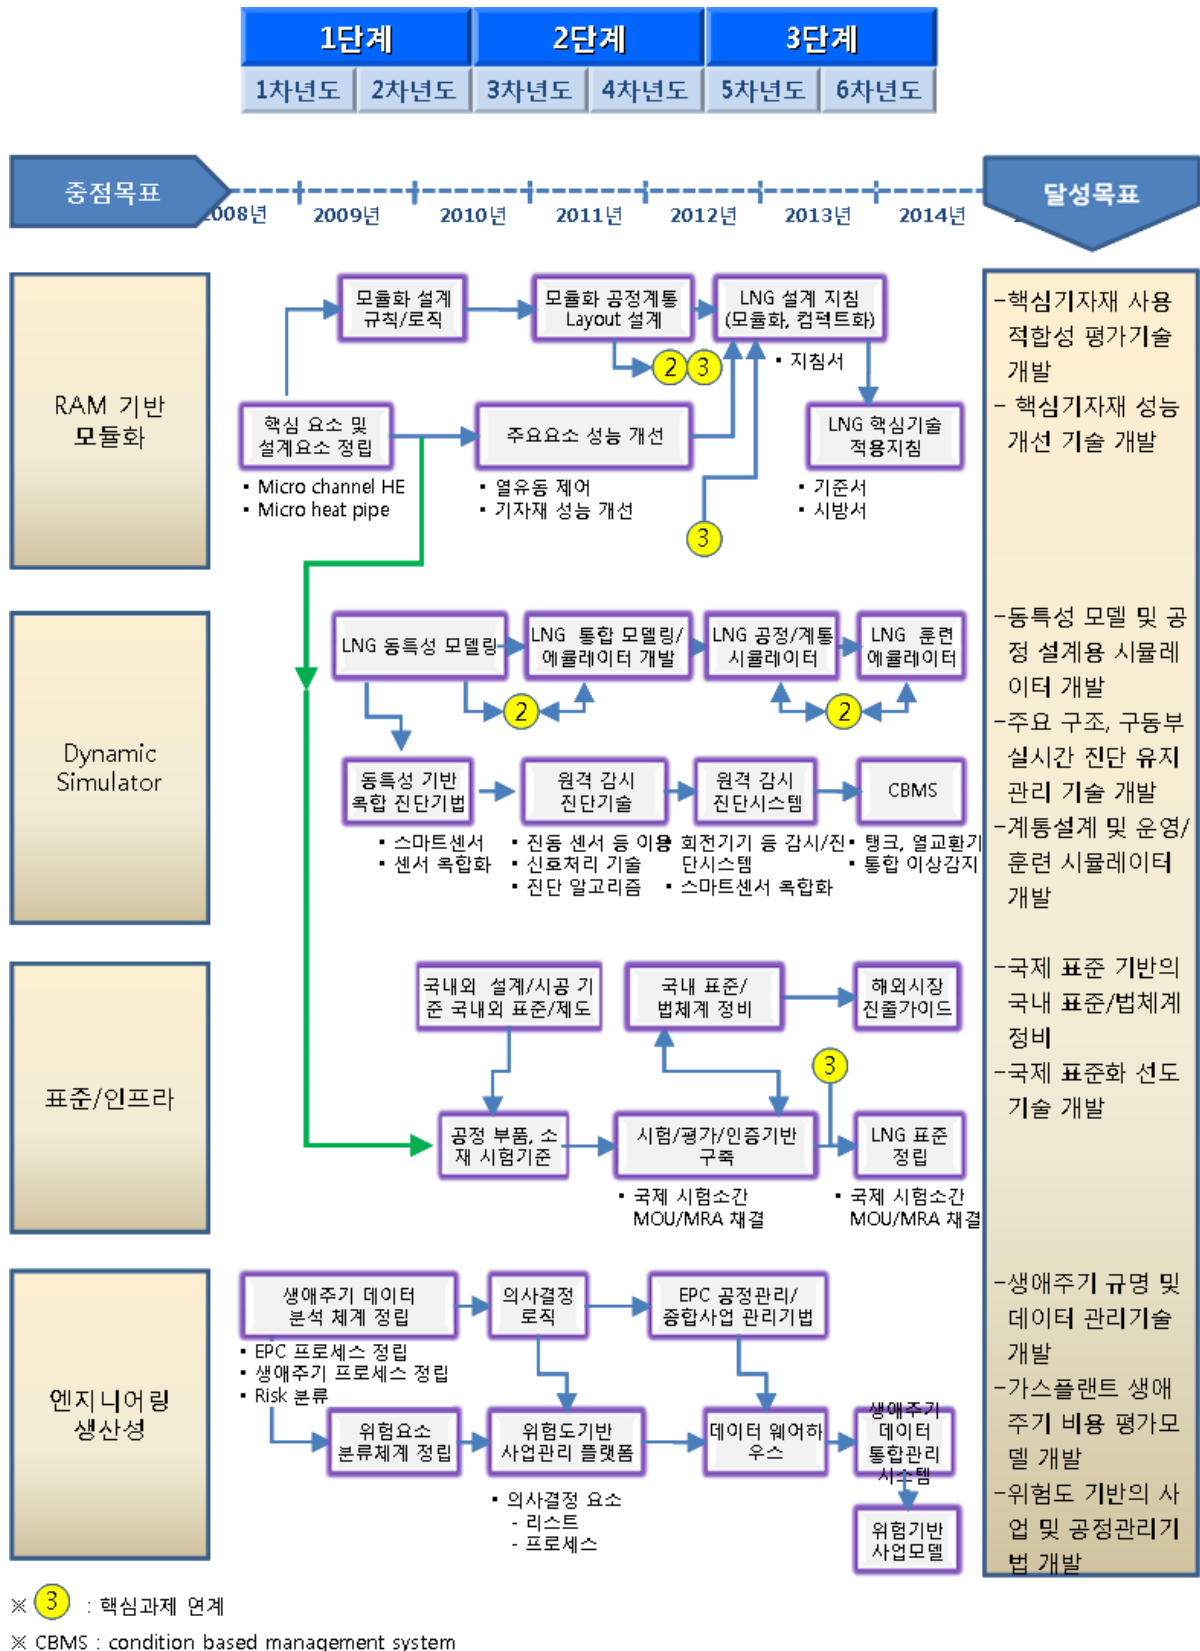 1단계
2단계
3단계
1차년도
2차년도
3차년도
4차년도
5차년도
6차년도
중점목표
2008년
2009년
2010년
2011년
2012년
2013년
2014년
달성목표
RAM 기반
모듈화
모율화 설계
규칙/로직
모율화 공정계통
Layout 설계
LNG 설계 지침
(모율화, 컴팩트화)
▪ 지침서
2
3
핵심 요소 및
설계요소 정립
▪ Micro channel HE
▪ Micro heat pipe
주요요소 성능 개선
▪ 열유동 제어
▪ 기자재 성능 개선
3
LNG 핵심기술
적용지침
▪ 기준서
▪ 시방서
-핵심기자재 사용
적합성 평가기술
개발
- 핵심기자재 성능
개선 기술 개발
Dynamic
Simulator
LNG 동특성 모델링
LNG 통합 모델링/
에뮬레이터 개발
LNG 공정/계통
시뮬레이터
LNG 훈련
에뮬레이터
2
2
동특성 기반
복합 진단기법
▪ 스마트센서
▪ 센서 복합화
원격 감시
진단기술
▪ 진동 센서 등 이용
▪ 신호처리 기술
▪ 진단 알고리즘
원격 감시
진단시스템
▪ 회전기기 등 감시/진
단시스템
▪ 스마트센서 복합화
CBMS
▪ 탱크, 열교환기
▪ 통합 이상감지
-동특성 모델 및 공
정 설계용 시뮬레
이터 개발
-주요 구조, 구동부
실시간 진단 유지
관리 기술 개발
-계통설계 및 운영/
훈련 시뮬레이터
개발
표준/인프라
국내외 설계/시공 기
준 국내외 표준/제도
국내 표준/
법체계 정비
해외시장
진출가이드
3
공정 부품, 소
재 시험기준
시험/평가/인증기반
구축
▪ 국제 시험소간
MOU/MRA 채결
LNG 표준
정립
▪ 국제 시험소간
MOU/MRA 채결
-국제 표준 기반의
국내 표준/법체계
정비
-국제 표준화 선도
기술 개발
엔지니어링
생산성
생애주기 데이터
분석 체계 정립
▪ EPC 프로세스 정립
▪ 생애주기 프로세스 정립
▪ Risk 분류
의사결정
로직
EPC 공정관리/
종합사업 관리기법
위험요소
분류체계 정립
위험도기반
사업관리 플랫폼
▪ 의사결정 요소
- 리스트
- 프로세스
데이터 웨어하
우스
생애주기
데이터
통합관리
시스템
위험기반
사업모델
-생애주기 규명 및
데이터 관리기술
개발
-가스플랜트 생애
주기 비용 평가모
델 개발
-위험도 기반의 사
업 및 공정관리기
법 개발
※ 3 : 핵심과제 연계
※ CBMS : condition based management system